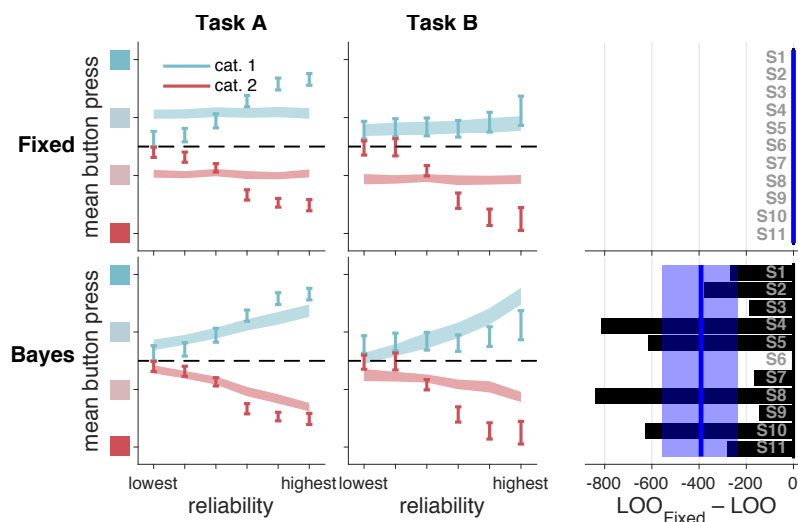 Task A
Task B
Fixed
mean button press
cat. 1
cat. 2
S1
S2
S3
S4
S5
S6
S7
S8
S9
S10
S11
Bayes
mean button press
S1
S2
S3
S4
S5
S6
S7
S8
S9
S10
S11
lowest
highest
lowest
highest
-800 -600 -400 -200 0
reliability
reliability
LOO_Fixed – LOO